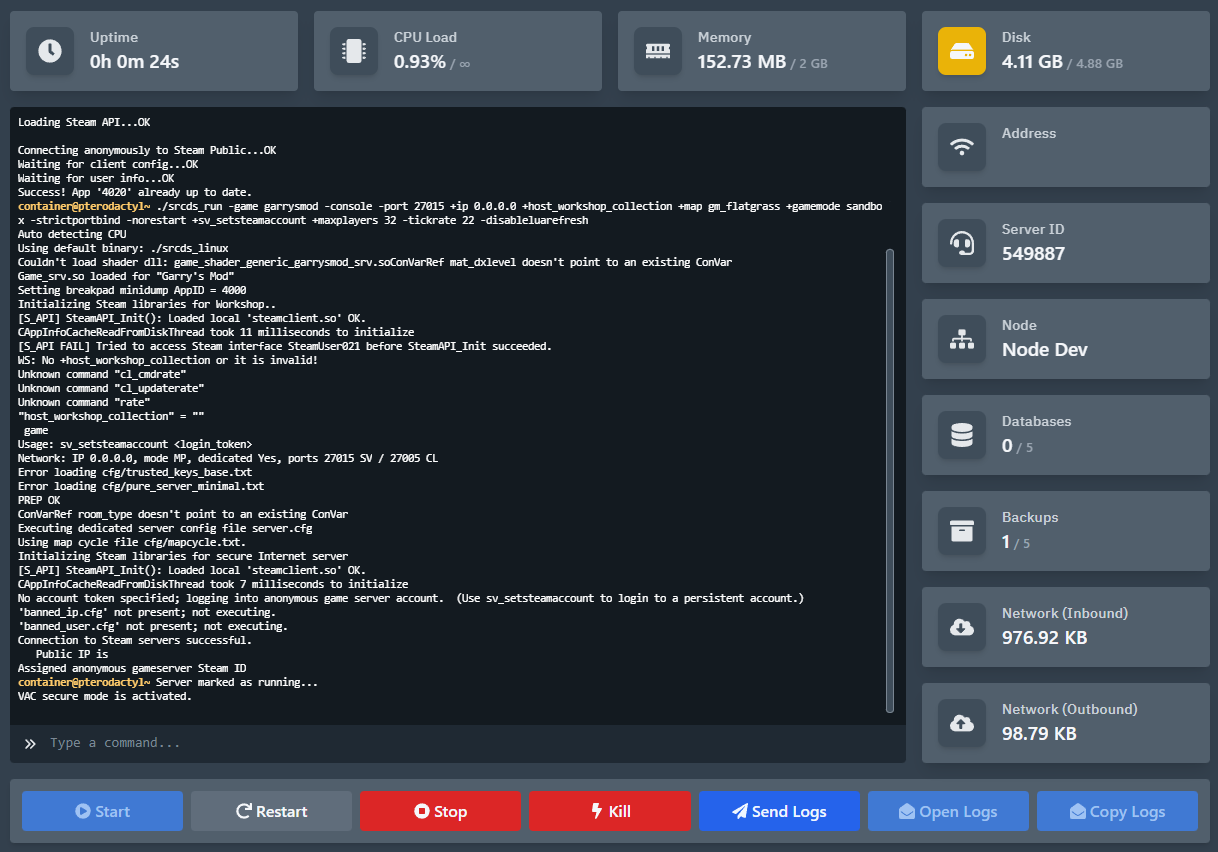 Uptime
0h 0m 24s
CPU Load
0.93% / ∞
Memory
152.73 MB / 2 GB
Disk
4.11 GB / 4.88 GB
Loading Steam API...OK
Connecting anonymously to Steam Public...OK
Waiting for client config...OK
Waiting for user info...OK
Success! App '4020' already up to date.
container@pterodactyl~ ./srcds_run -game garrysmod -console -port 27015 +ip 0.0.0.0 +host_workshop_collection +map gm_flatgrass +gamemode sandbo
x -strictportbind -norestart +sv_setsteamaccount +maxplayers 32 -tickrate 22 -disableluarefresh
Auto detecting CPU
Using default binary: ./srcds_linux
Couldn't load shader dll: game_shader_generic_garrysmod_srv.soConVarRef mat_dxlevel doesn't point to an existing ConVar
Game_srv.so loaded for "Garry's Mod"
Setting breakpad minidump AppID = 4000
Initializing Steam libraries for Workshop..
[S_API] SteamAPI_Init(): Loaded local 'steamclient.so' OK.
CAppInfoCacheReadFromDiskThread took 11 milliseconds to initialize
[S_API FAIL] Tried to access Steam interface SteamUser021 before SteamAPI_Init succeeded.
WS: No +host_workshop_collection or it is invalid!
Unknown command "cl_cmdrate"
Unknown command "cl_updaterate"
Unknown command "rate"
"host_workshop_collection" = ""
game
Usage: sv_setsteamaccount <login_token>
Network: IP 0.0.0.0, mode MP, dedicated Yes, ports 27015 SV / 27005 CL
Error loading cfg/trusted_keys_base.txt
Error loading cfg/pure_server_minimal.txt
PREP OK
ConVarRef room_type doesn't point to an existing ConVar
Executing dedicated server config file server.cfg
Using map cycle file cfg/mapcycle.txt.
Initializing Steam libraries for secure Internet server
[S_API] SteamAPI_Init(): Loaded local 'steamclient.so' OK.
CAppInfoCacheReadFromDiskThread took 7 milliseconds to initialize
No account token specified; logging into anonymous game server account.  (Use sv_setsteamaccount to login to a persistent account.)
'banned_ip.cfg' not present; not executing.
'banned_user.cfg' not present; not executing.
Connection to Steam servers successful.
Public IP is
Assigned anonymous gameserver Steam ID
container@pterodactyl~ Server marked as running...
VAC secure mode is activated.
Type a command...
Address
Server ID
549887
Node
Node Dev
Databases
0 / 5
Backups
1 / 5
Network (Inbound)
976.92 KB
Network (Outbound)
98.79 KB
Start
Restart
Stop
Kill
Send Logs
Open Logs
Copy Logs